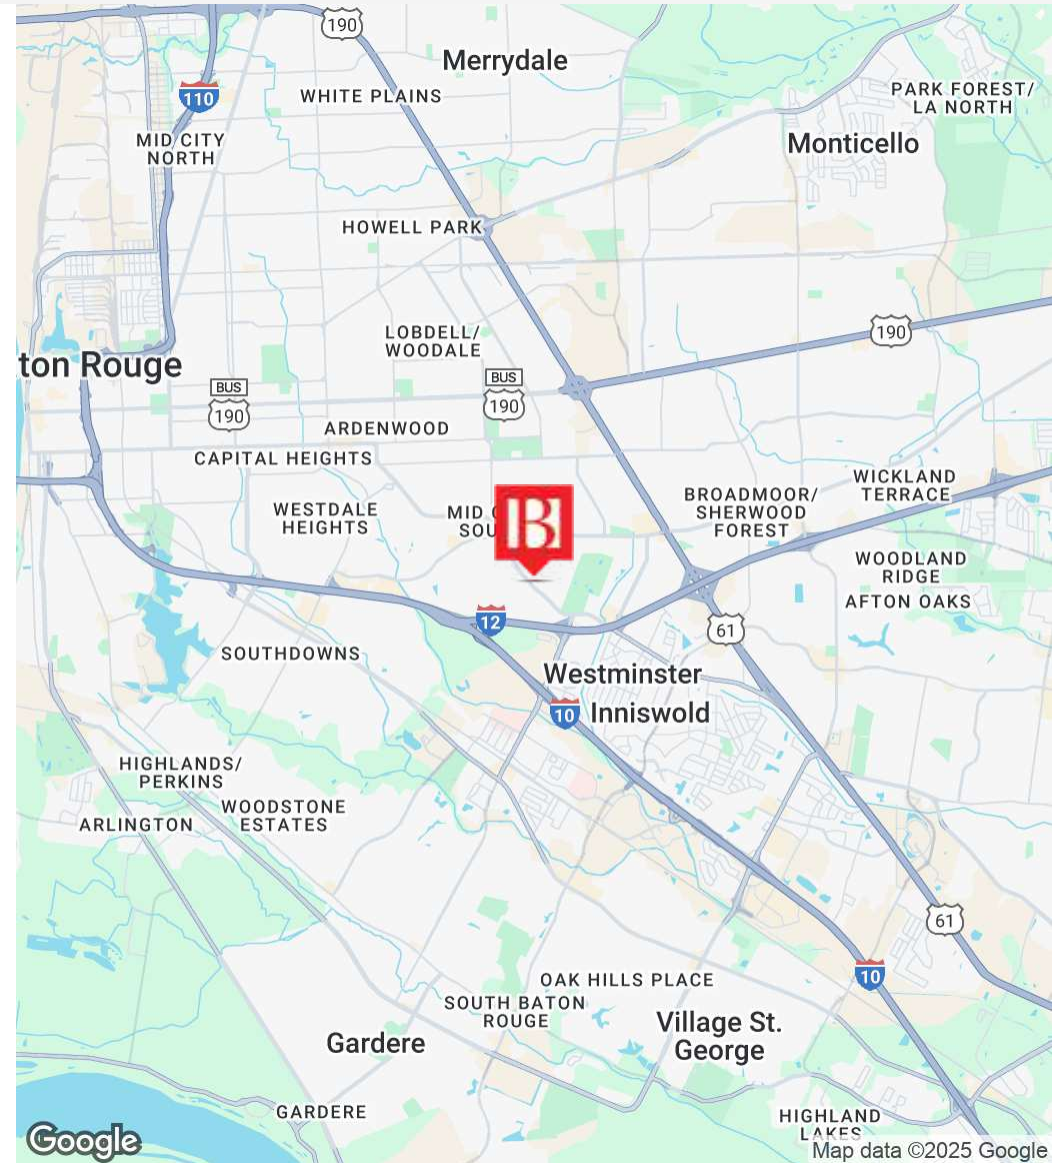 190
Merrydale
110
WHITE PLAINS
PARK FOREST/
LA NORTH
MID CITY
NORTH
Monticello
HOWELL PARK
LOBDELL/
WOODALE
190
ton Rouge
BUS
190
BUS
190
ARDENWOOD
CAPITAL HEIGHTS
WESTDALE
HEIGHTS
MID C
SOU
B
BROADMOOR/
SHERWOOD
FOREST
WICKLAND
TERRACE
WOODLAND
RIDGE
AFTON OAKS
12
61
SOUTHDOWNS
Westminster
10
Inniswold
HIGHLANDS/
PERKINS
WOODSTONE
ESTATES
ARLINGTON
61
10
OAK HILLS PLACE
SOUTH BATON
ROUGE
Village St.
George
Gardere
GARDERE
HIGHLAND
LAKES
Google
Map data ©2025 Google